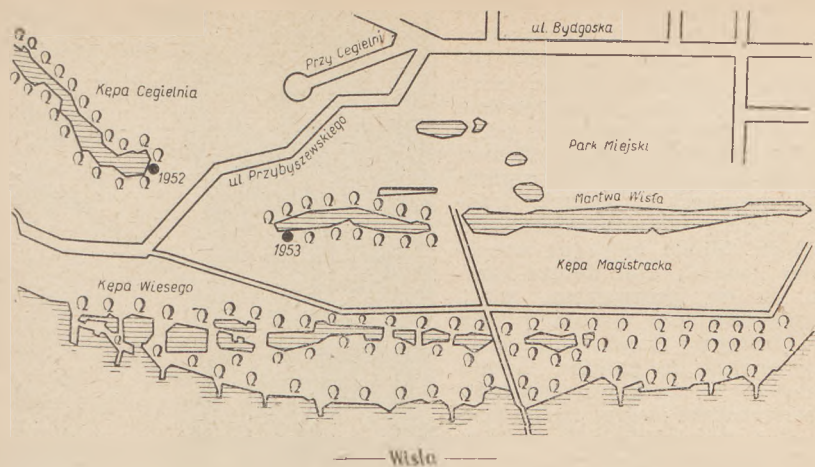 ul. Bydgoska
Przy Cegielni
Kępa Cegielnia
ul Przybyszewskiego
Park Miejski
1952
Martwa Wisła
1953
Kępa Magistracka
Kępa Wiesego
Wisła